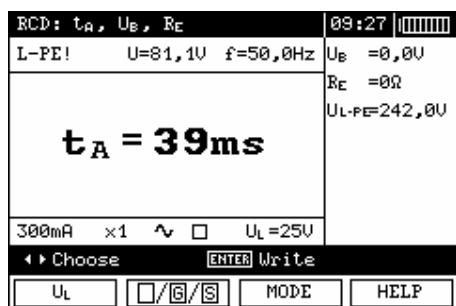 RCD: tA, UB, RE 09:27
L-PE! U=81,1V f=50,0Hz
UB =0,0V
RE =0Ω
UL-PE=242,0V
tA = 39ms
300mA ×1 UL=25V
Choose ENTER Write
UL
/G/S
MODE
HELP